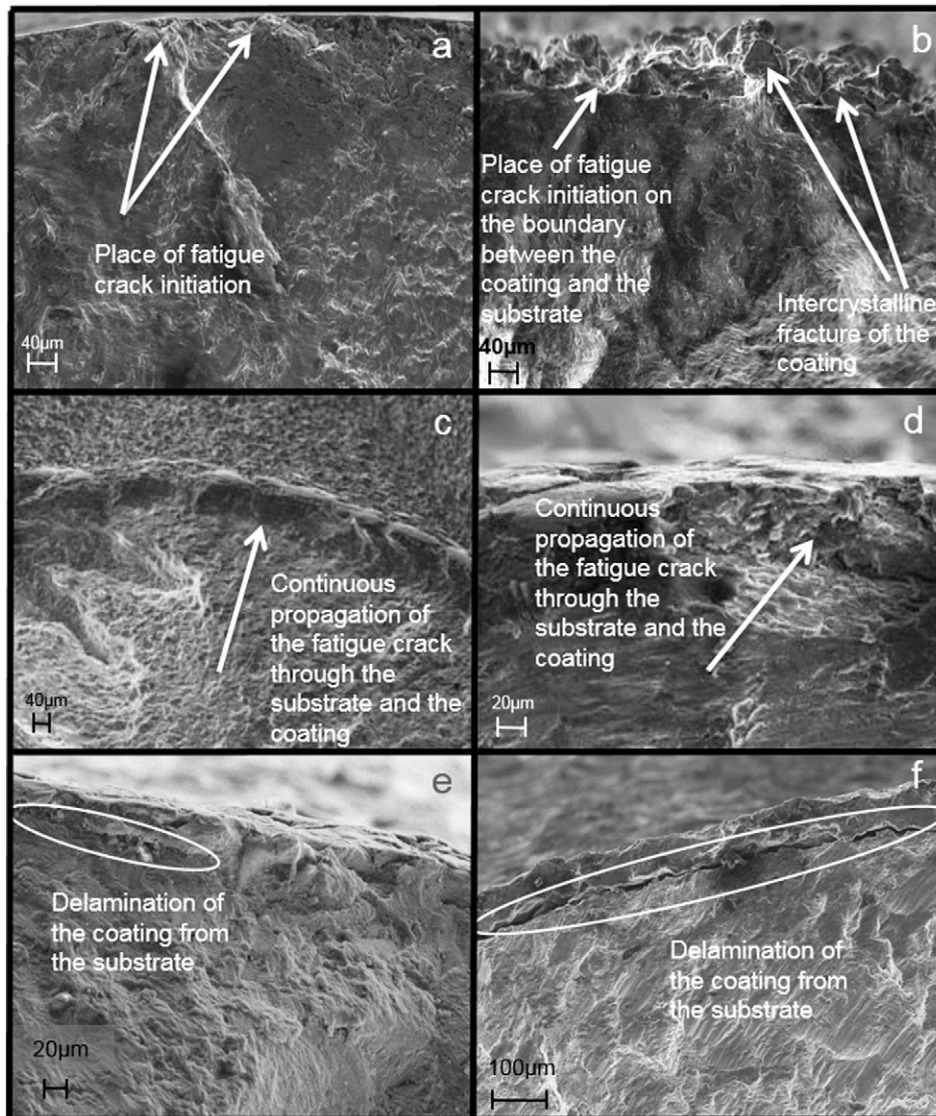 a
Place of fatigue
crack initiation
40µm
b
Place of fatigue
crack initiation on
the boundary
between the
coating and the
substrate
Intercrystalline
fracture of the
coating
40µm
c
Continuous
propagation of
the fatigue crack
through the
substrate and the
coating
40µm
d
Continuous
propagation of
the fatigue crack
through the
substrate and the
coating
20µm
e
Delamination of
the coating from
the substrate
20µm
f
Delamination of
the coating from
the substrate
100µm